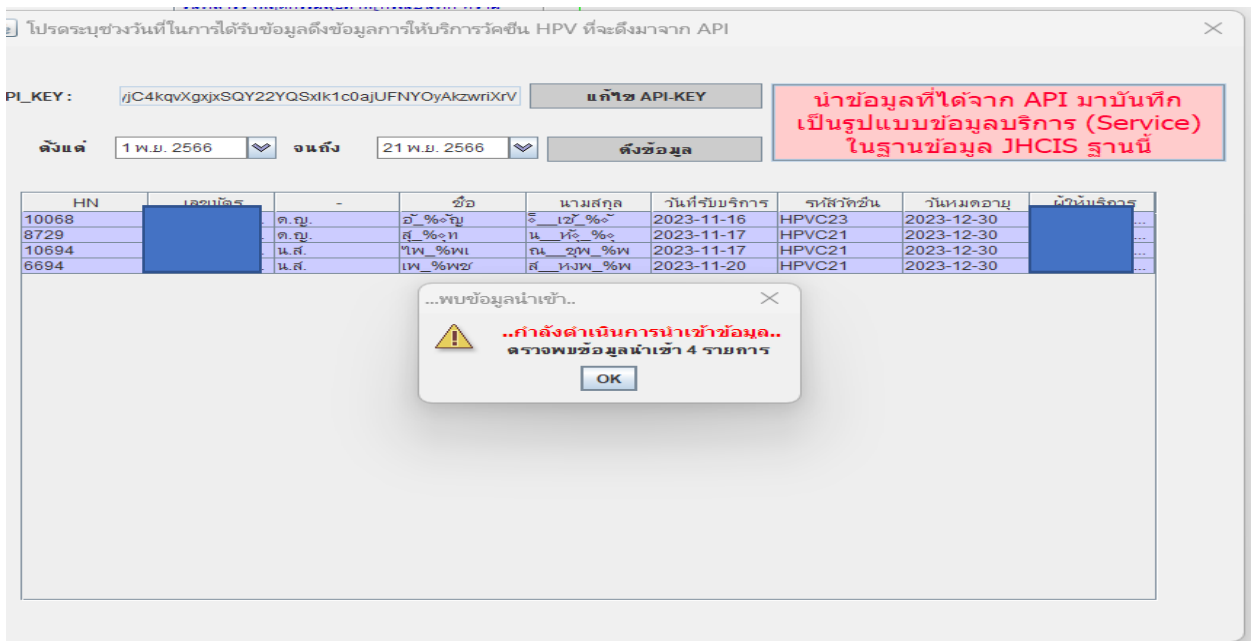 โปรดระบุช่วงวันที่ในการได้รับข้อมูลดึงข้อมูลการให้บริการวัคซีน HPV ที่จะดึงมาจาก API
PI_KEY : /jC4kqvXgxjxSQY22YQSxIk1c0ajUFNYOyAkzwriXrV แก้ไข API-KEY
นำข้อมูลที่ได้จาก API มาบันทึก
เป็นรูปแบบข้อมูลบริการ (Service)
ในฐานข้อมูล JHCIS ฐานนี้
ตั้งแต่ 1 พ.ย. 2566 จนถึง 21 พ.ย. 2566 ดึงข้อมูล
HN เลขบัตร - ชื่อ นามสกุล วันที่รับบริการ รหัสวัคซีน วันหมดอายุ ผู้ให้บริการ
10068 ด.ญ. 2023-11-16 HPVC23 2023-12-30 ...
8729 ด.ญ. 2023-11-17 HPVC21 2023-12-30 ...
10694 น.ส. 2023-11-17 HPVC21 2023-12-30 ...
6694 น.ส. 2023-11-20 HPVC21 2023-12-30 ...
...พบข้อมูลนำเข้า..
..กำลังดำเนินการนำเข้าข้อมูล..
ตรวจพบข้อมูลนำเข้า 4 รายการ
OK